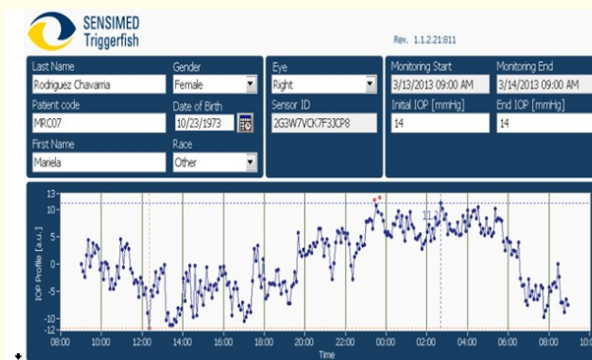 SENSIMED
Triggerfish
Rev. 1.1.2.21:811
Last Name
Rodriguez Chavarria
Gender
Female
Eye
Right
Monitoring Start
3/13/2013 09:00 AM
Monitoring End
3/14/2013 09:00 AM
Patient code
MRC07
Date of Birth
10/23/1973
Sensor ID
2G3W7VCK7F3JCP8
Initial IOP [mmHg]
14
End IOP [mmHg]
14
First Name
Mariela
Race
Other
IOP Profile [a.u.]
13
10
5
0
-5
-10
-12
08:00 10:00 12:00 14:00 16:00 18:00 20:00 22:00 00:00 02:00 04:00 06:00 08:00
Time